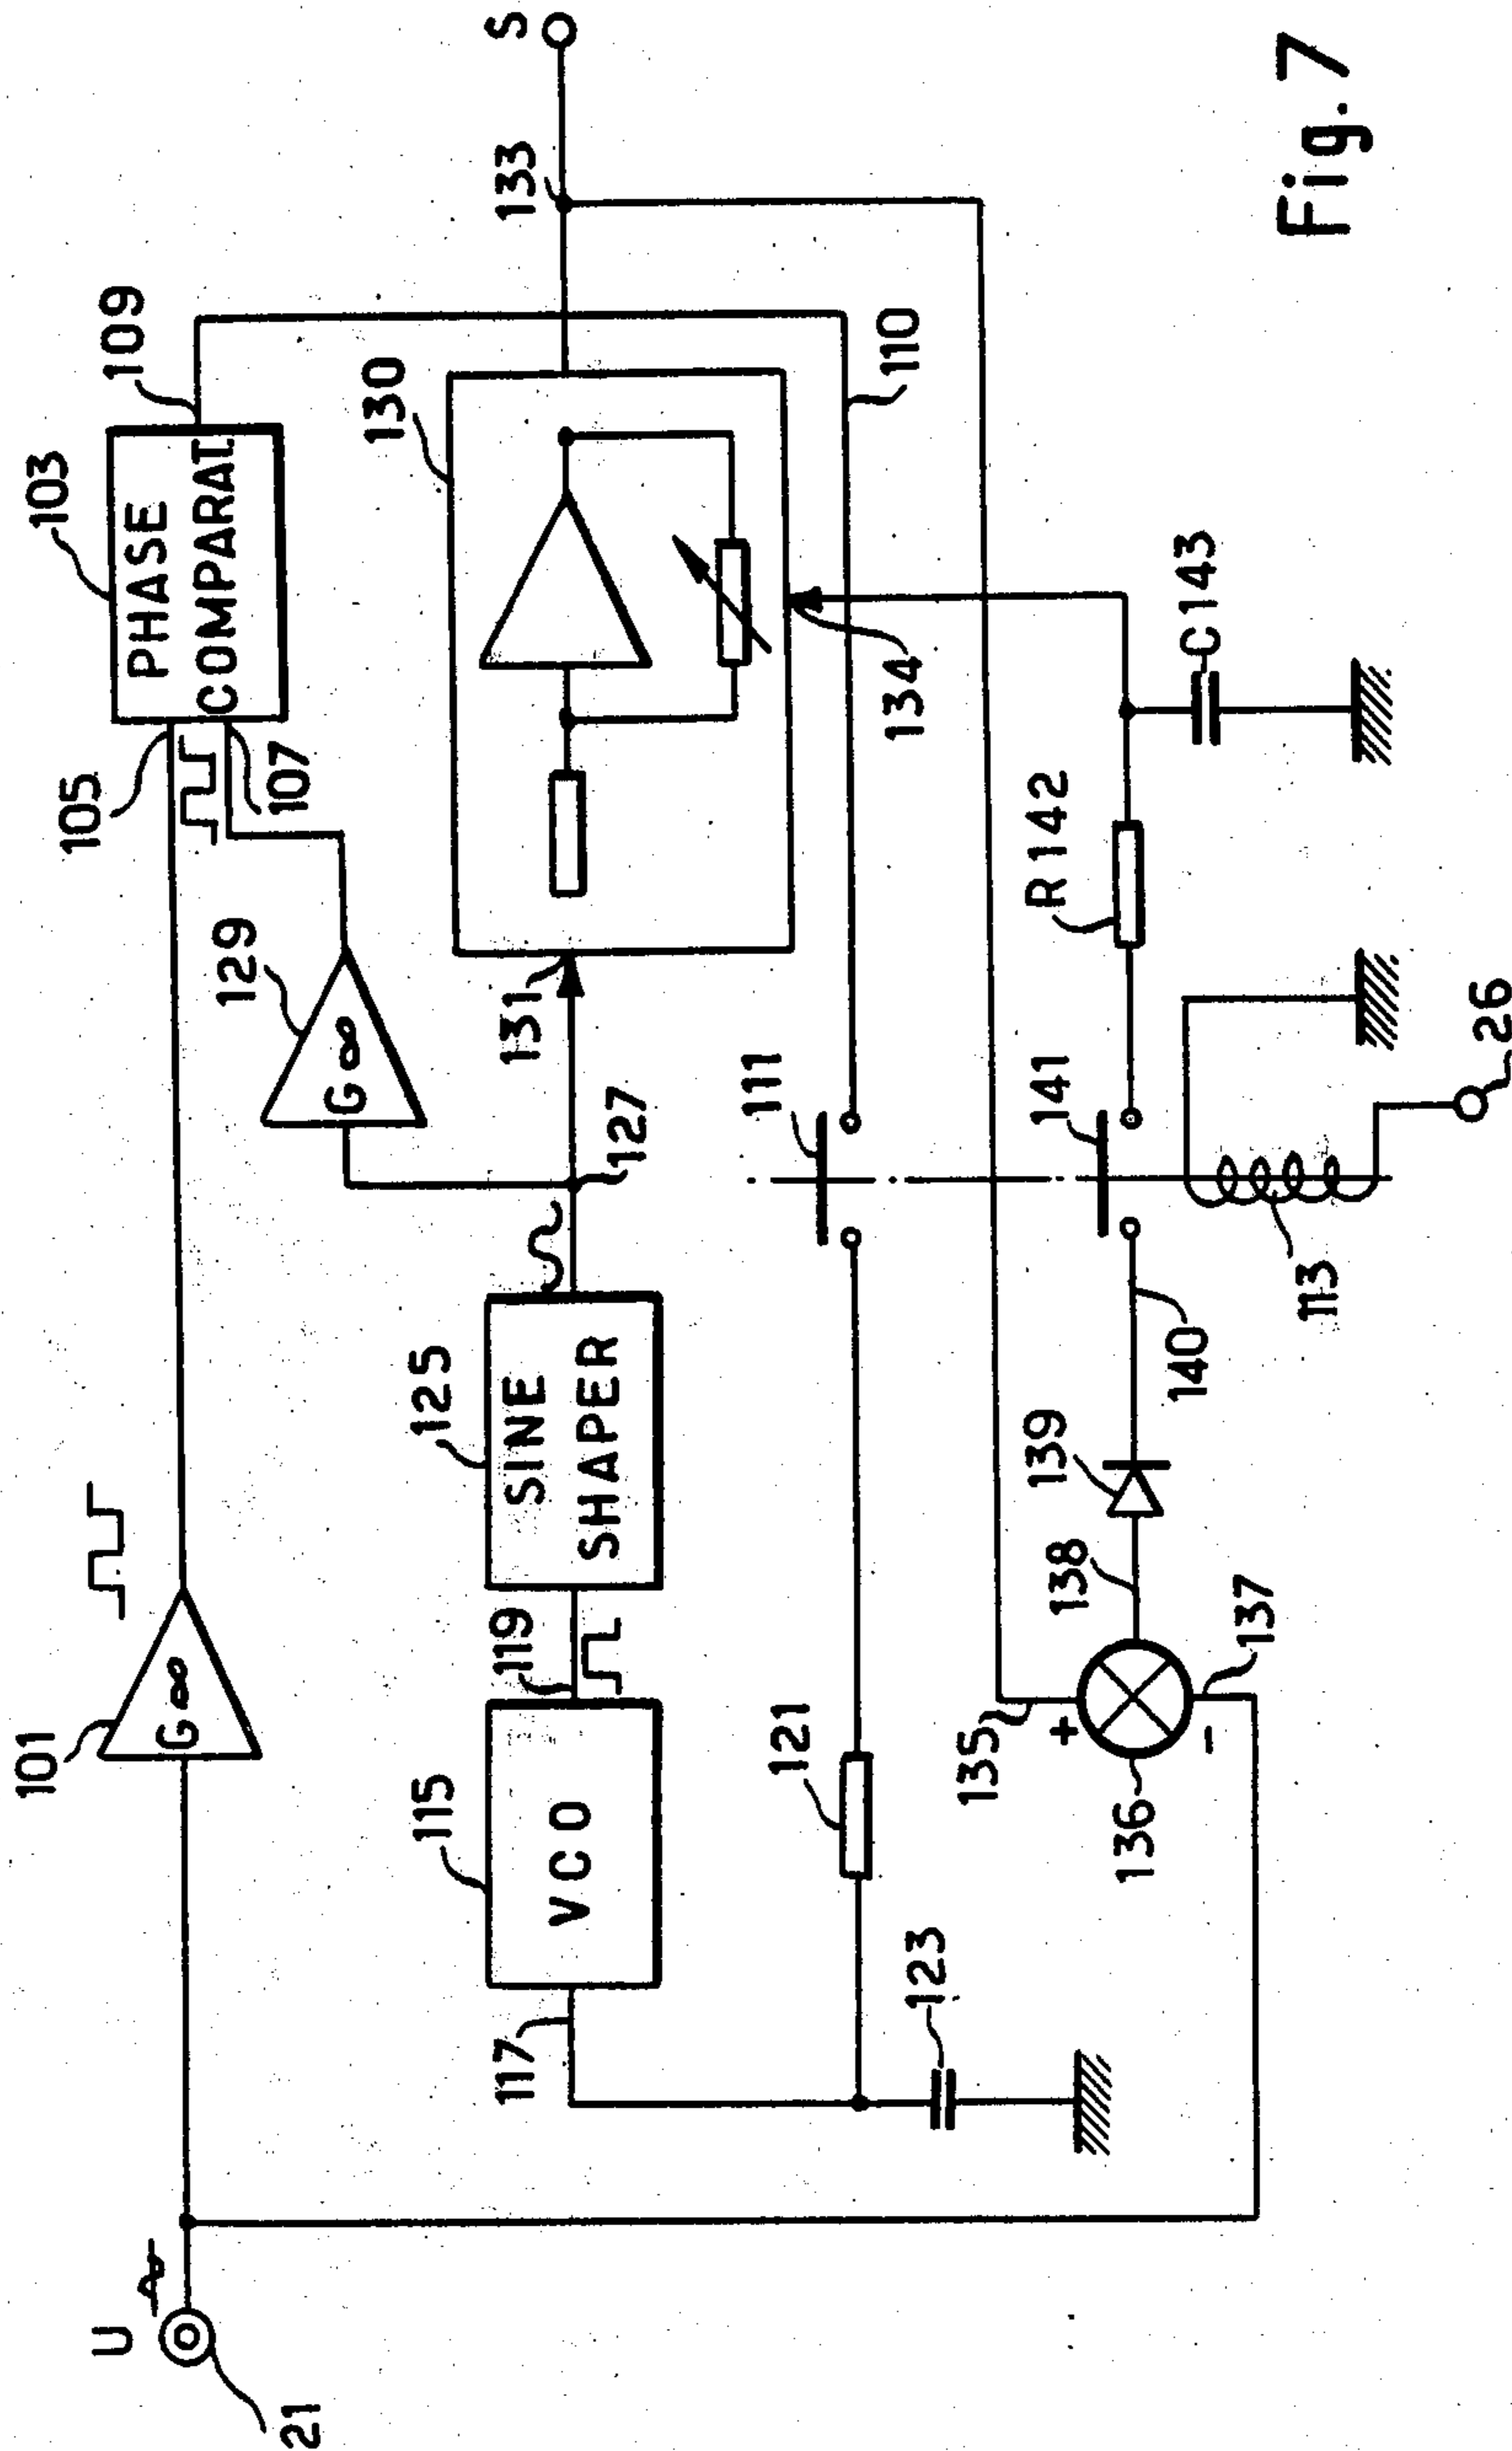 U
21
101
G∞
105
103
PHASE
COMPARAT.
107
109
129
G∞
115
VCO
117
119
125
SINE
SHAPER
127
131
130
133
S
134
110
111
121
123
135
+
136
-
137
138
139
140
141
113
26
R142
C143
Fig. 7